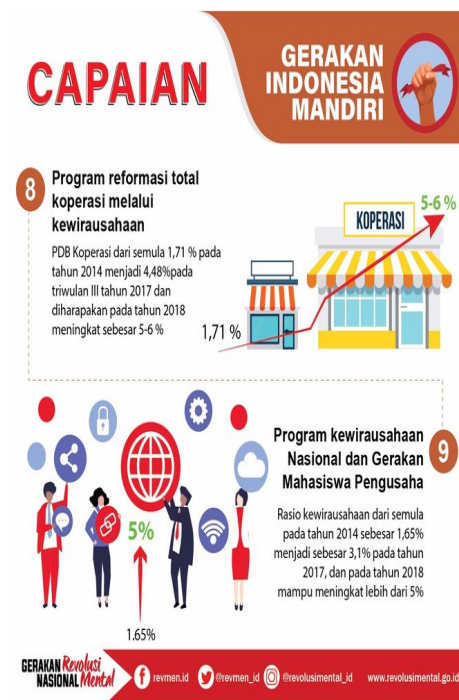 CAPAIAN
GERAKAN
INDONESIA
MANDIRI
8
Program reformasi total
koperasi melalui
kewirausahaan
PDB Koperasi dari semula 1,71 % pada
tahun 2014 menjadi 4,48%pada
triwulan III tahun 2017 dan
diharapakan pada tahun 2018
meningkat sebesar 5-6 %
1,71 %
KOPERASI
5-6 %
9
Program kewirausahaan
Nasional dan Gerakan
Mahasiswa Pengusaha
Rasio kewirausahaan dari semula
pada tahun 2014 sebesar 1,65%
menjadi sebesar 3,1% pada tahun
2017, dan pada tahun 2018
mampu meningkat lebih dari 5%
5%
1.65%
GERAKAN Revolusi
NASIONAL Mental
revmen.id
@revmen_id
@revolusimental_id
www.revolusimental.go.id